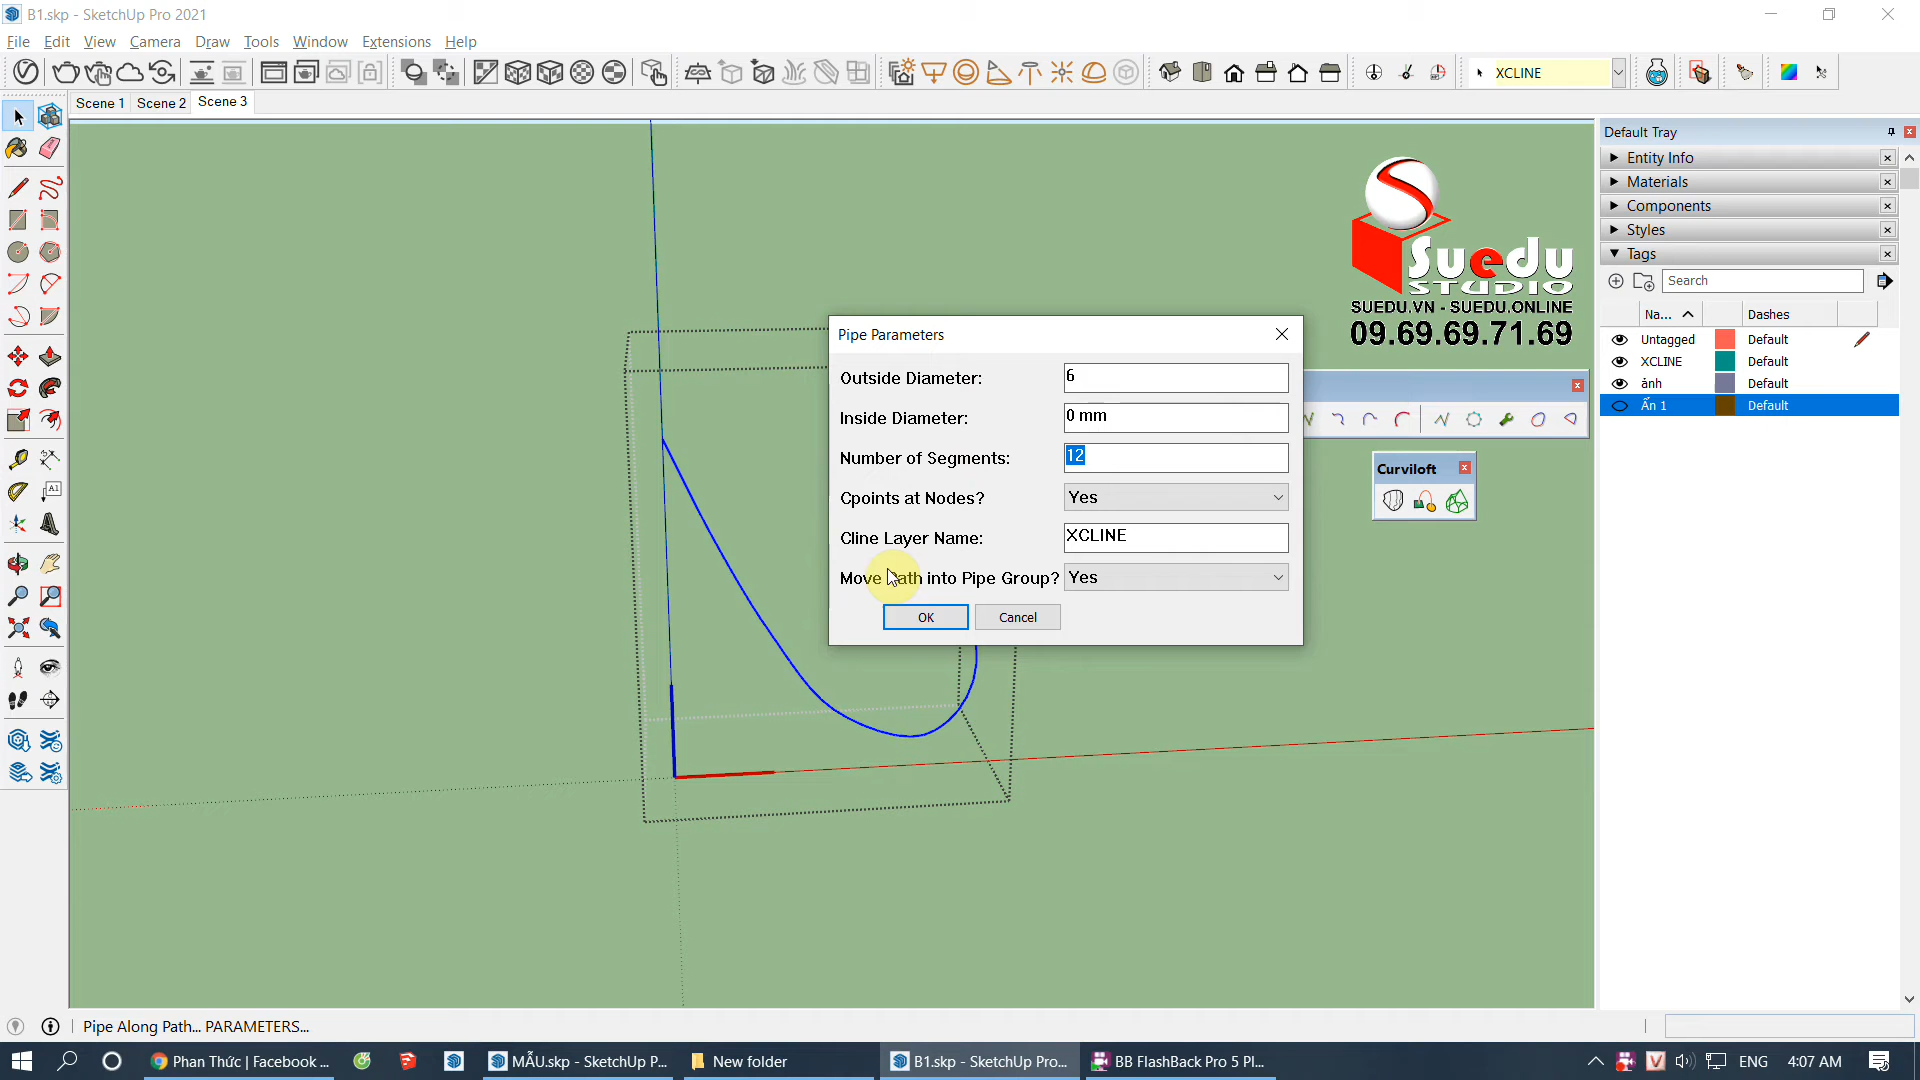 B1.skp - SketchUp Pro 2021
File Edit View Camera Draw Tools Window Extensions Help
XCLINE
Scene 1 Scene 2 Scene 3
Default Tray
Entity Info
Materials
Components
Styles
Tags
Search
Na... Dashes
Untagged Default
XCLINE Default
ảnh Default
Ẩn 1 Default
Suedu
STUDIO
SUEDU.VN - SUEDU.ONLINE
09.69.69.71.69
Pipe Parameters
Outside Diameter: 6
Inside Diameter: 0 mm
Number of Segments: 12
Cpoints at Nodes? Yes
Cline Layer Name: XCLINE
Move Path into Pipe Group? Yes
OK Cancel
Curviloft
A1
Pipe Along Path... PARAMETERS...
Phan Thức | Facebook ...
MẪU.skp - SketchUp P...
New folder
B1.skp - SketchUp Pro...
BB FlashBack Pro 5 Pl...
ENG 4:07 AM